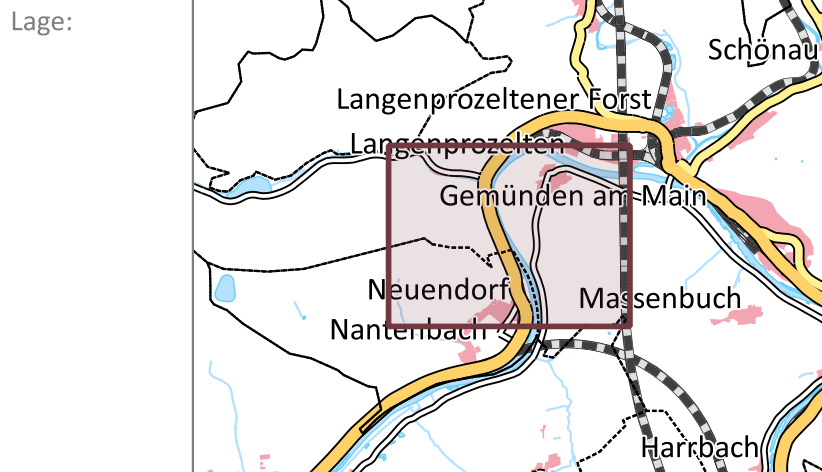 Lage:
Schönau
Langenprozeltener Forst
Langenprozelten
Gemünden am Main
Neuendorf
Massenbuch
Nantenbach
Harrbach